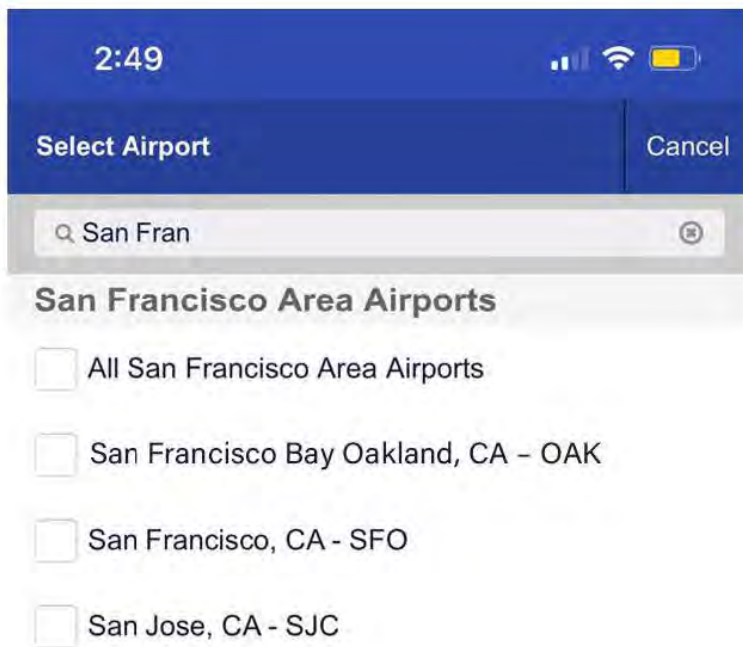 2:49
Select Airport Cancel
San Fran
San Francisco Area Airports
All San Francisco Area Airports
San Francisco Bay Oakland, CA – OAK
San Francisco, CA - SFO
San Jose, CA - SJC